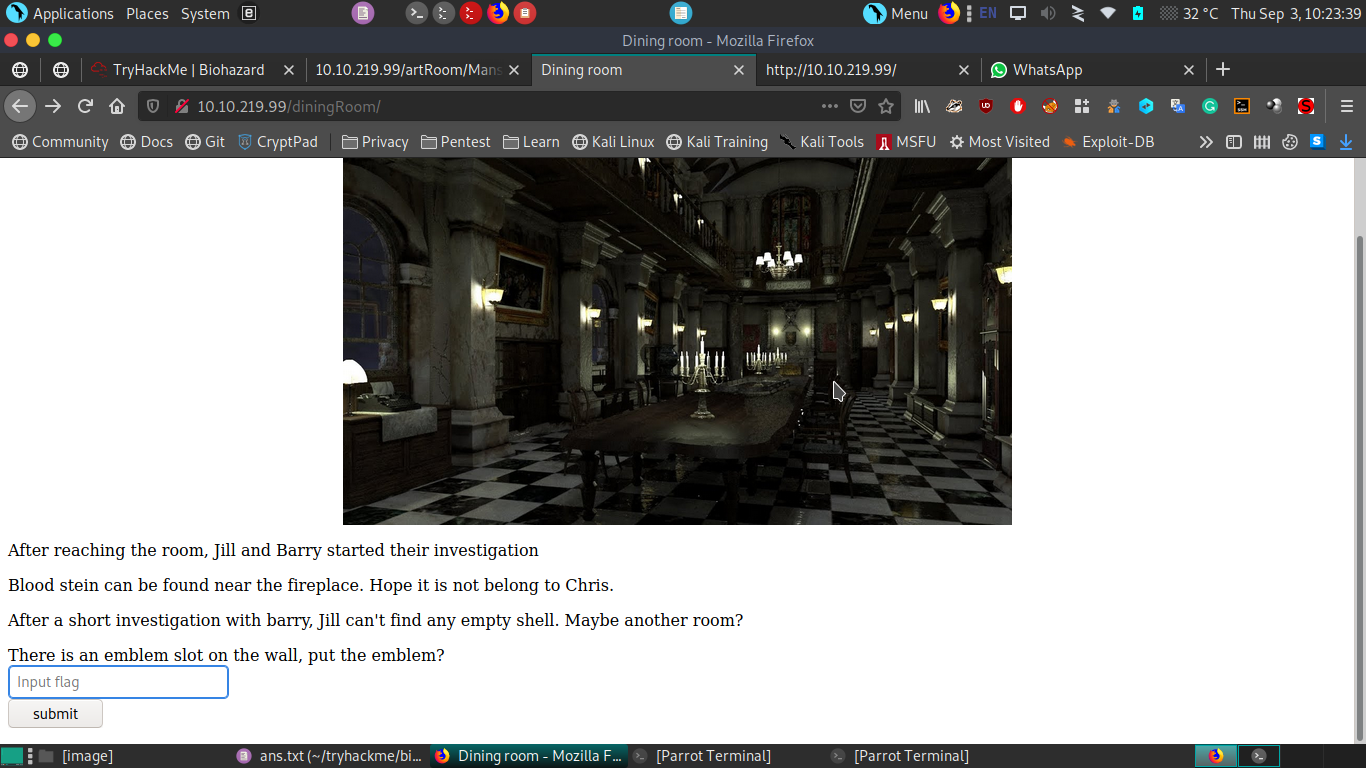 Applications Places System Menu EN 32 °C Thu Sep 3, 10:23:39
Dining room - Mozilla Firefox
TryHackMe | Biohazard 10.10.219.99/artRoom/Mans Dining room http://10.10.219.99/ WhatsApp
10.10.219.99/diningRoom/
Community Docs Git CryptPad Privacy Pentest Learn Kali Linux Kali Training Kali Tools MSFU Most Visited Exploit-DB
After reaching the room, Jill and Barry started their investigation
Blood stein can be found near the fireplace. Hope it is not belong to Chris.
After a short investigation with barry, Jill can't find any empty shell. Maybe another room?
There is an emblem slot on the wall, put the emblem?
Input flag
submit
[image] ans.txt (~/tryhackme/bi... Dining room - Mozilla F... [Parrot Terminal] [Parrot Terminal]